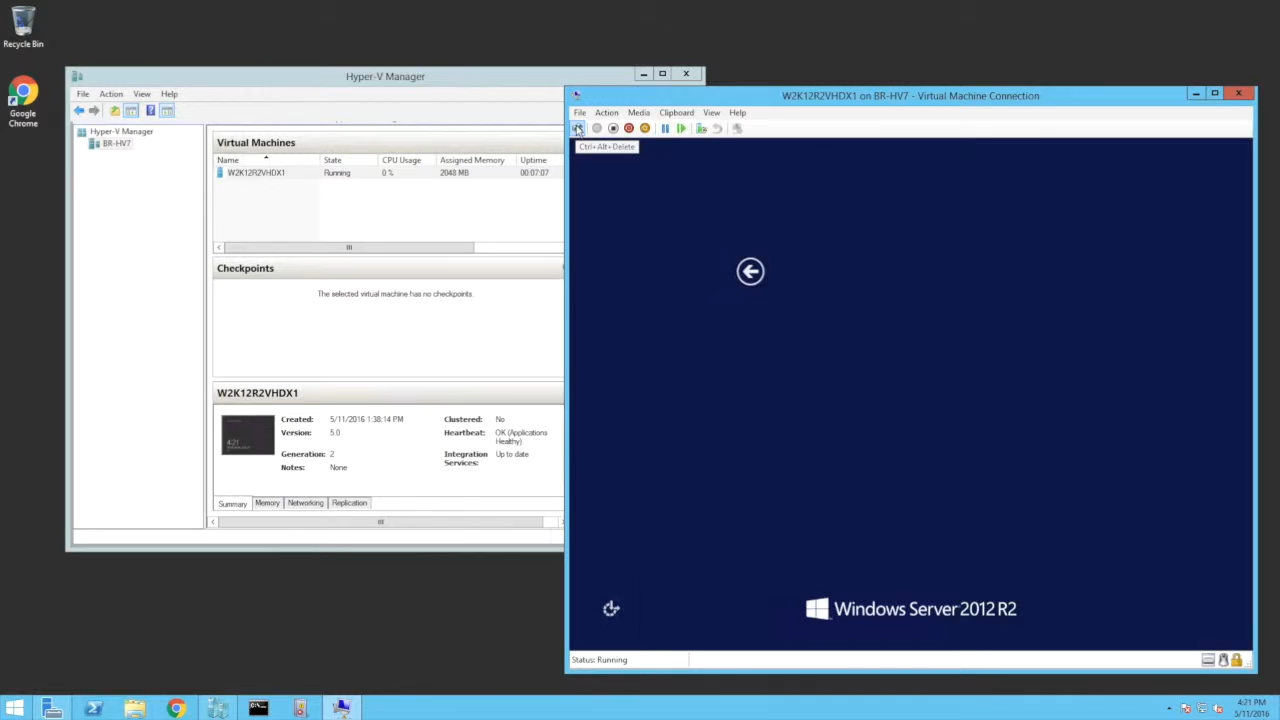 Recycle Bin
Google
Chrome
Hyper-V Manager
File Action View Help
Hyper-V Manager
BR-HV7
Virtual Machines
Name State CPU Usage Assigned Memory Uptime
W2K12R2VHDX1 Running 0 % 2048 MB 00:07:07
Checkpoints
The selected virtual machine has no checkpoints.
W2K12R2VHDX1
4:21
Created: 5/11/2016 1:38:14 PM Clustered: No
Version: 5.0 Heartbeat: OK (Applications
Healthy)
Generation: 2 Integration Up to date
Services:
Notes: None
Summary Memory Networking Replication
W2K12R2VHDX1 on BR-HV7 - Virtual Machine Connection
File Action Media Clipboard View Help
Ctrl+Alt+Delete
Windows Server 2012 R2
Status: Running
4:21 PM
5/11/2016